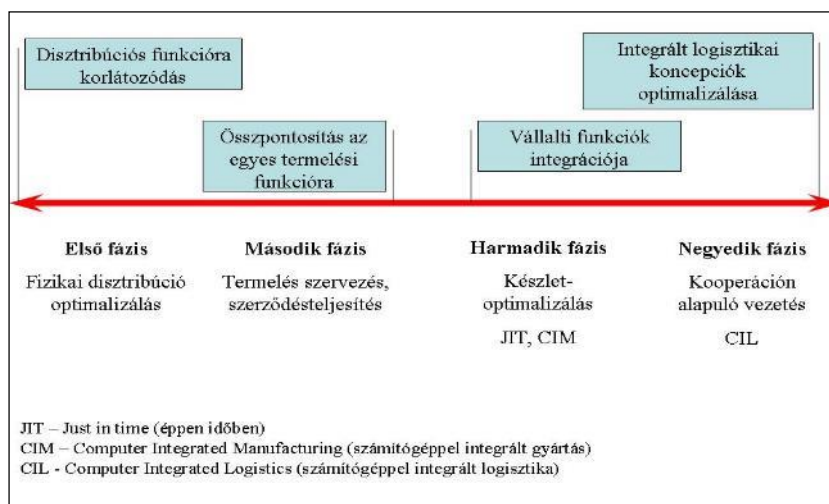 Disztribúciós funkcióra
korlátozódás
Integrált logisztikai
koncepciók
optimalizálása
Összpontosítás az
egyes termelési
funkcióra
Vállalti funkciók
integrációja
Első fázis
Fizikai disztribúció
optimalizálás
Második fázis
Termelés szervezés,
szerződésteljesítés
Harmadik fázis
Készlet-
optimalizálás
JIT, CIM
Negyedik fázis
Kooperáción
alapuló vezetés
CIL
JIT – Just in time (éppen időben)
CIM – Computer Integrated Manufacturing (számítógéppel integrált gyártás)
CIL - Computer Integrated Logistics (számítógéppel integrált logisztika)